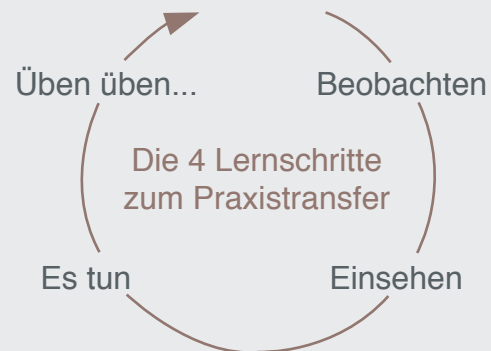 Üben üben...
Beobachten
Die 4 Lernschritte
zum Praxistransfer
Es tun
Einsehen